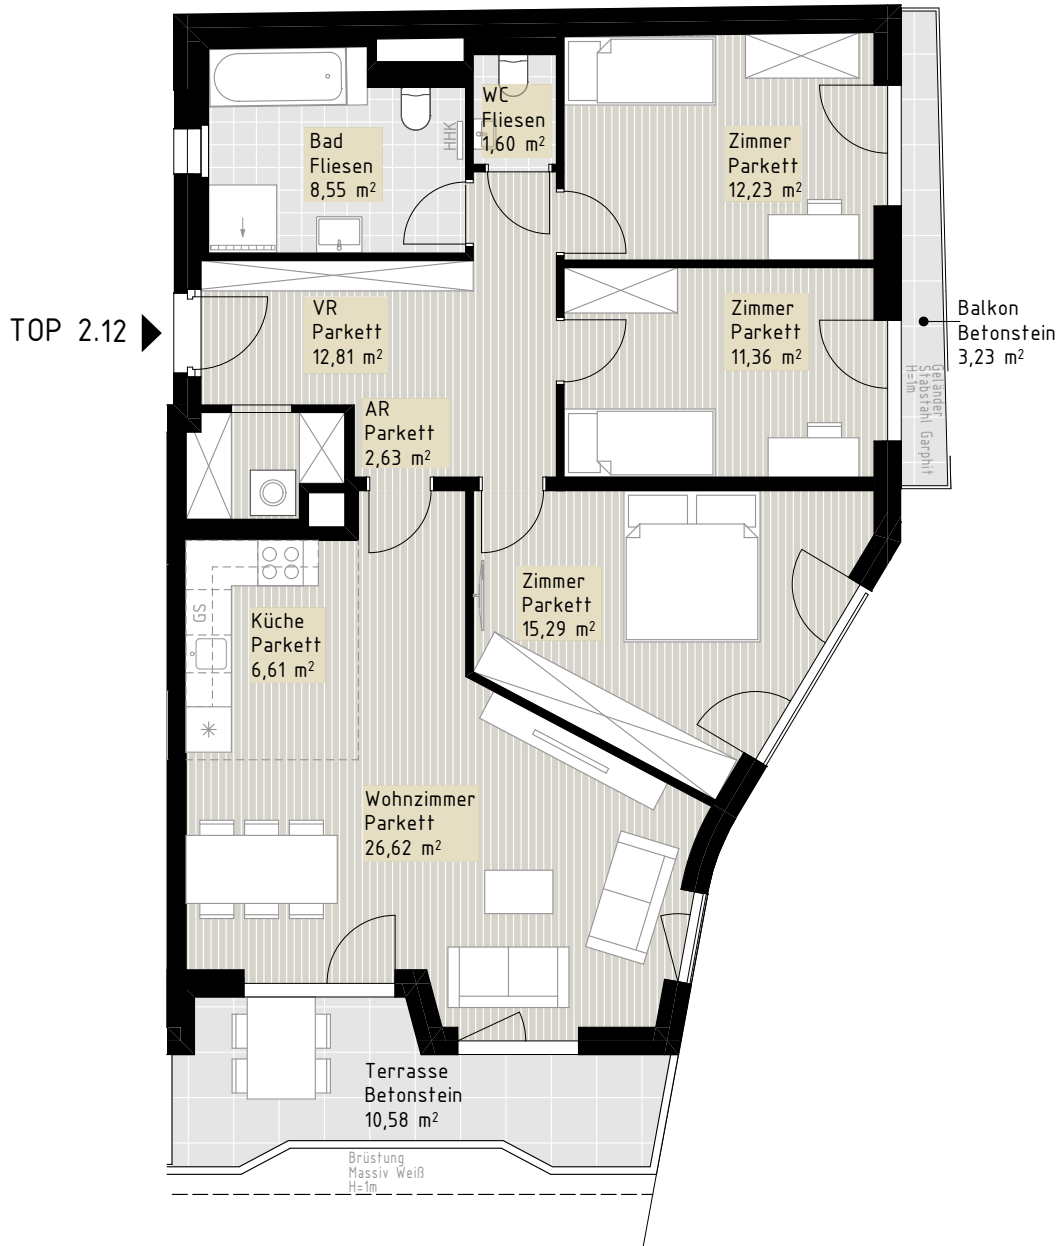 WC
Fliesen
1,60 m²
HHK
Bad
Fliesen
8,55 m²
Zimmer
Parkett
12,23 m²
TOP 2.12
VR
Parkett
12,81 m²
Zimmer
Parkett
11,36 m²
Balkon
Betonstein
3,23 m²
Geländer
Stabstahl Garphit
H=1m
AR
Parkett
2,63 m²
Zimmer
Parkett
15,29 m²
GS
Küche
Parkett
6,61 m²
Wohnzimmer
Parkett
26,62 m²
Terrasse
Betonstein
10,58 m²
Brüstung
Massiv Weiß
H=1m